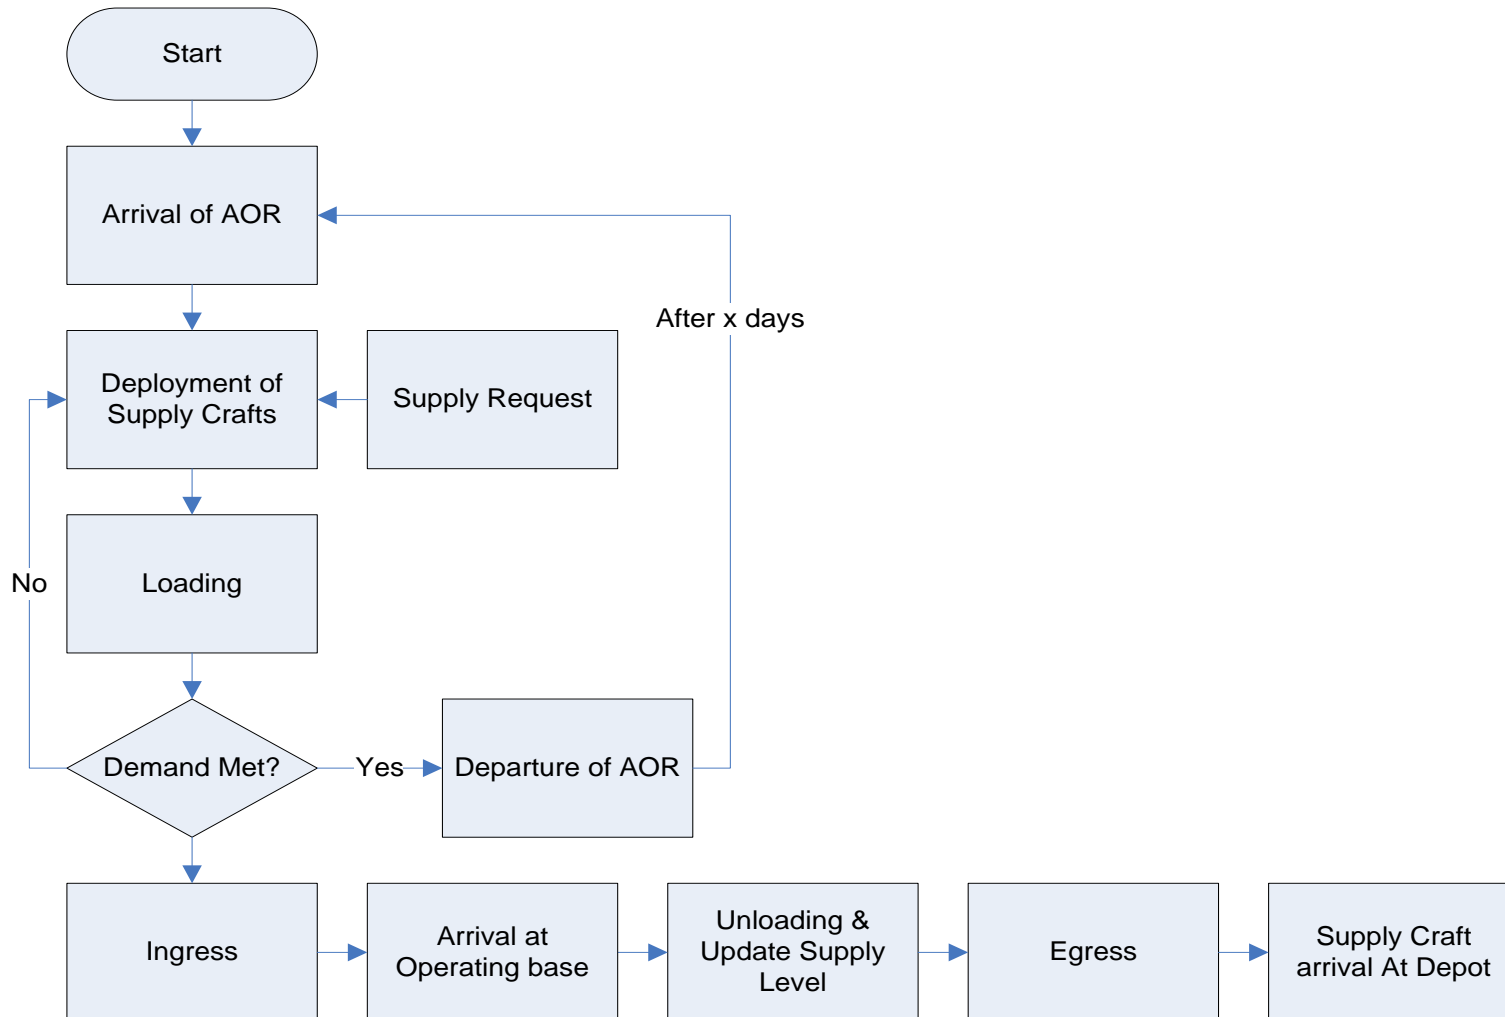 Start
Arrival of AOR
After x days
Deployment of
Supply Crafts
Supply Request
No
Loading
Demand Met?
Yes
Departure of AOR
Ingress
Arrival at
Operating base
Unloading &
Update Supply
Level
Egress
Supply Craft
arrival At Depot